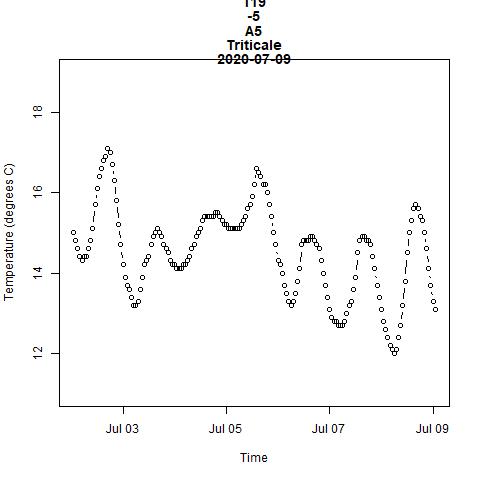 T19
-5
A5
Triticale
2020-07-09
Temperature (degrees C)
18
16
14
12
Jul 03
Jul 05
Jul 07
Jul 09
Time